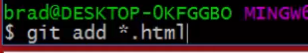 brad@DESKTOP-0KFGGBO MINGW6
$ git add *.html